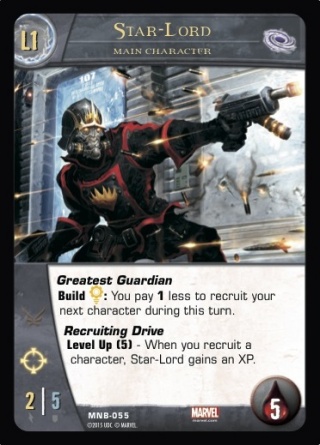 L1
STAR-LORD
MAIN CHARACTER
107
Greatest Guardian
Build : You pay 1 less to recruit your
next character during this turn.
Recruiting Drive
Level Up (5) - When you recruit a
character, Star-Lord gains an XP.
2 | 5
MNB-055
©2015 UDC. © MARVEL
MARVEL
5